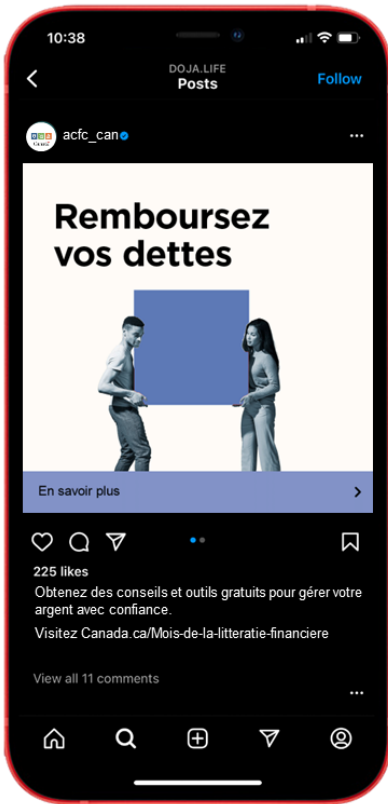 10:38
DOJA.LIFE
Posts
Follow
acfc_can
Remboursez
vos dettes
En savoir plus
225 likes
Obtenez des conseils et outils gratuits pour gérer votre
argent avec confiance.
Visitez Canada.ca/Mois-de-la-litteratie-financiere
View all 11 comments